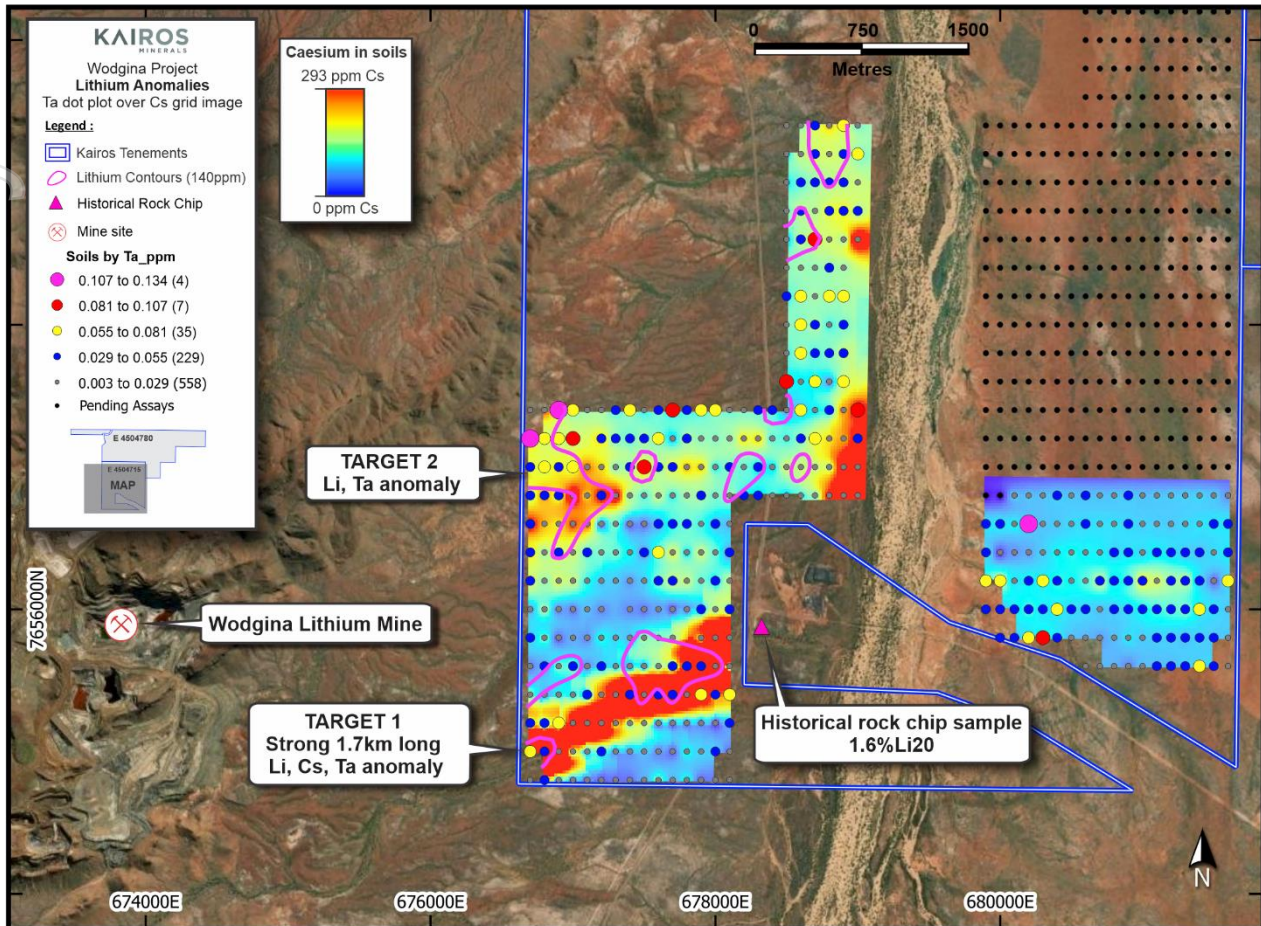 KAIROS
MINERALS
Wodgina Project
Lithium Anomalies
Ta dot plot over Cs grid image
Legend :
Kairos Tenements
Lithium Contours (140ppm)
Historical Rock Chip
Mine site
Soils by Ta_ppm
0.107 to 0.134 (4)
0.081 to 0.107 (7)
0.055 to 0.081 (35)
0.029 to 0.055 (229)
0.003 to 0.029 (558)
Pending Assays
E 4504780
E 4504715
MAP
Caesium in soils
293 ppm Cs
0 ppm Cs
0 750 1500
Metres
TARGET 2
Li, Ta anomaly
7656000N
Wodgina Lithium Mine
TARGET 1
Strong 1.7km long
Li, Cs, Ta anomaly
Historical rock chip sample
1.6%Li20
N
674000E 676000E 678000E 680000E